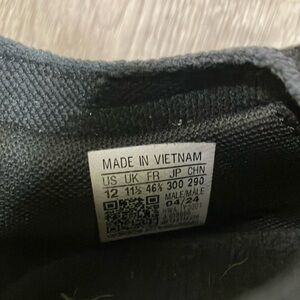 MADE IN VIETNAM
US UK FR JP CHN
12 11½ 46⅔ 300 290
MALE/MALE
04/24